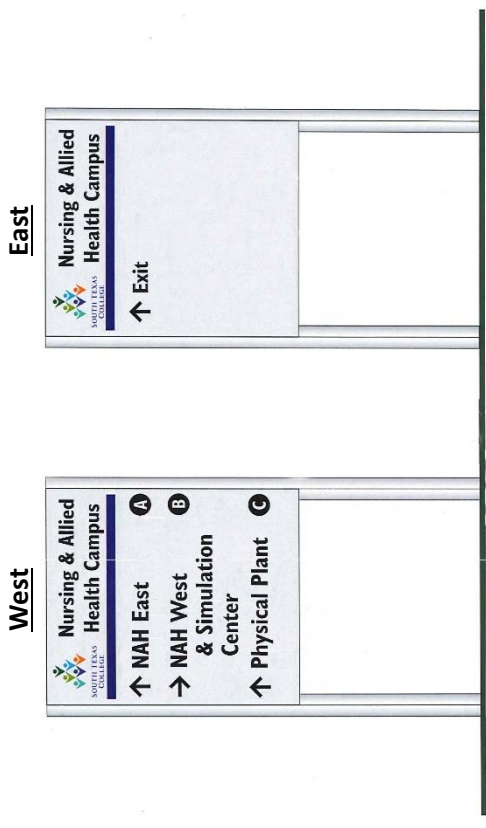 West
SOUTH TEXAS
COLLEGE
Nursing & Allied
Health Campus
NAH East A
NAH West B
& Simulation
Center
Physical Plant C
East
SOUTH TEXAS
COLLEGE
Nursing & Allied
Health Campus
Exit